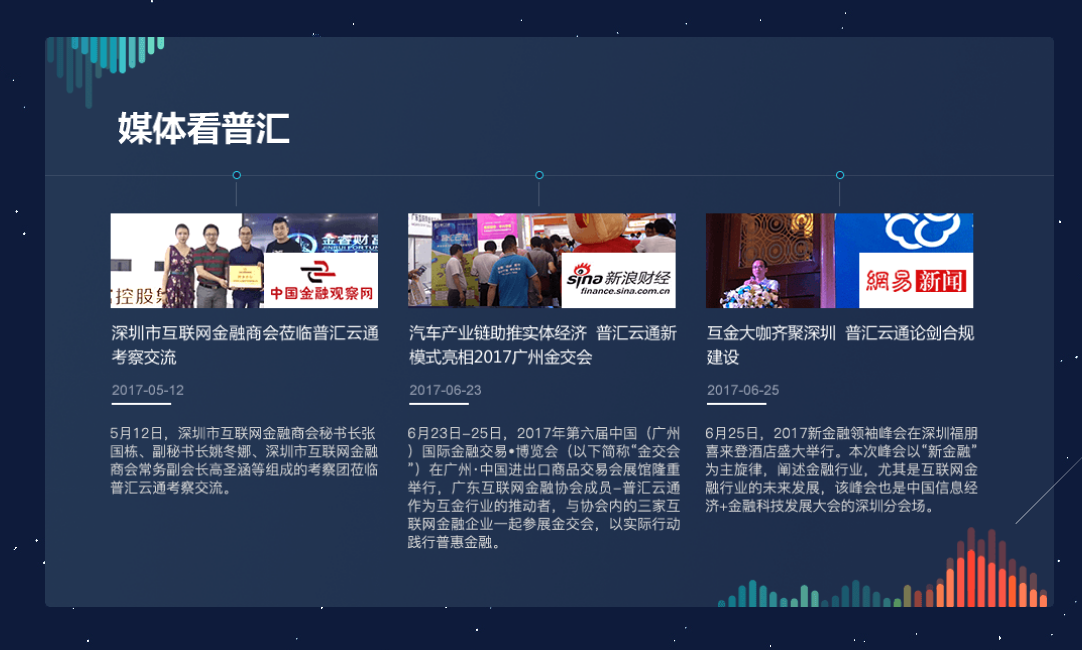 媒体看普汇
金睿财富
控股集
中国金融观察网
sina新浪财经
finance.sina.com.cn
網易新闻
深圳市互联网金融商会莅临普汇云通
考察交流
2017-05-12
5月12日，深圳市互联网金融商会秘书长张
国栋、副秘书长姚冬娜、深圳市互联网金融
商会常务副会长高圣涵等组成的考察团莅临
普汇云通考察交流。
汽车产业链助推实体经济 普汇云通新
模式亮相2017广州金交会
2017-06-23
6月23日-25日，2017年第六届中国（广州
）国际金融交易•博览会（以下简称“金交会
”）在广州·中国进出口商品交易会展馆隆重
举行，广东互联网金融协会成员-普汇云通
作为互金行业的推动者，与协会内的三家互
联网金融企业一起参展金交会，以实际行动
践行普惠金融。
互金大咖齐聚深圳 普汇云通论剑合规
建设
2017-06-25
6月25日，2017新金融领袖峰会在深圳福朋
喜来登酒店盛大举行。本次峰会以“新金融”
为主旋律，阐述金融行业，尤其是互联网金
融行业的未来发展，该峰会也是中国信息经
济+金融科技发展大会的深圳分会场。